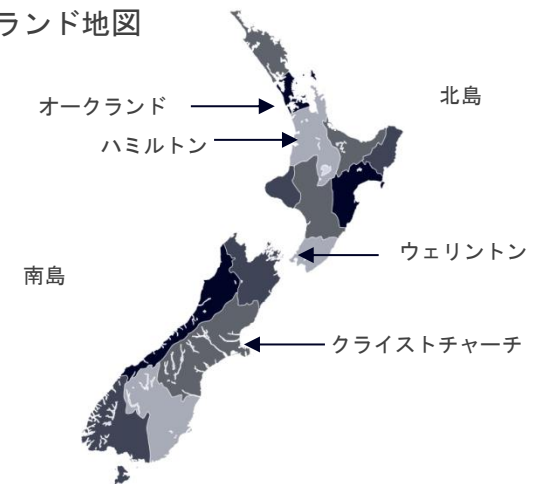 ランド地図
北島
オークランド
ハミルトン
ウェリントン
南島
クライストチャーチ